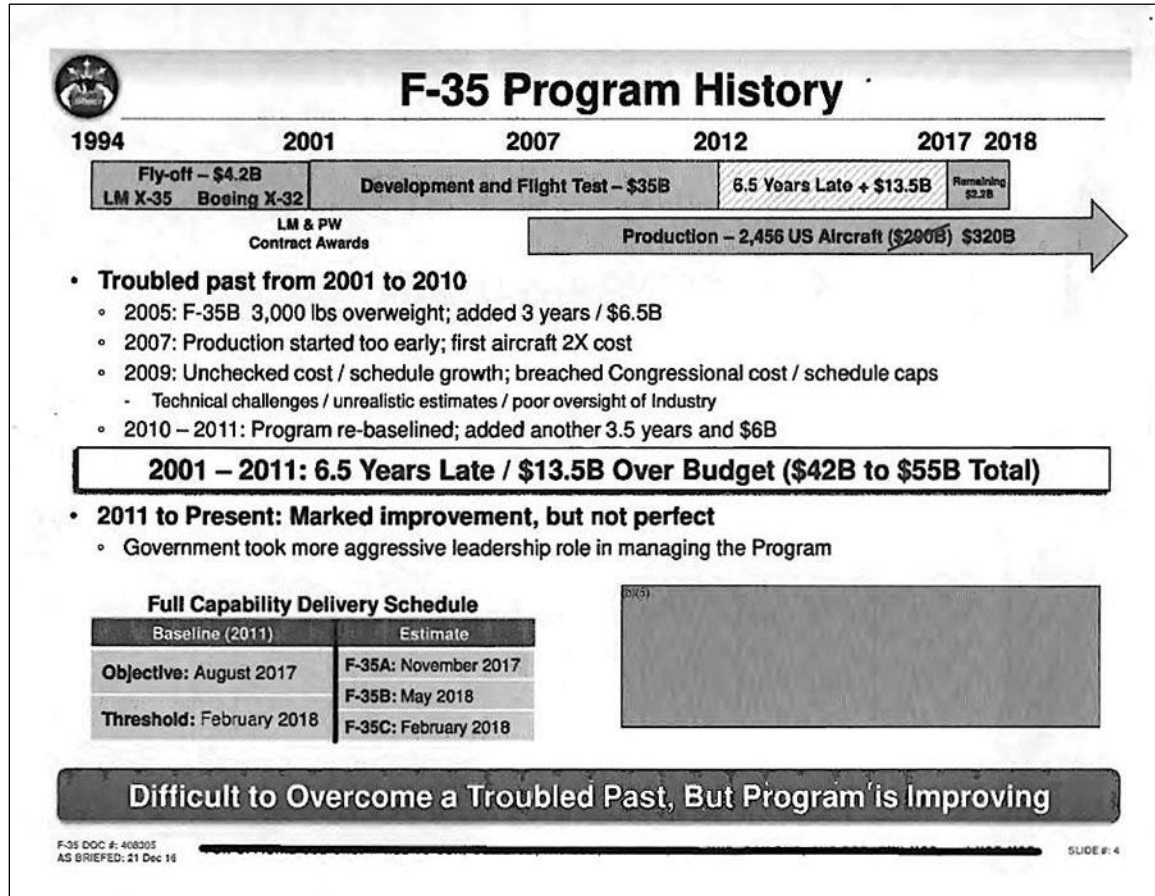 F-35 Program History
1994 2001 2007 2012 2017 2018
Fly-off – $4.2B
LM X-35 Boeing X-32
Development and Flight Test – $35B
6.5 Years Late + $13.5B
Remaining
$2.2B
LM & PW
Contract Awards
Production – 2,456 US Aircraft ($200B) $320B
• Troubled past from 2001 to 2010
∘ 2005: F-35B 3,000 lbs overweight; added 3 years / $6.5B
∘ 2007: Production started too early; first aircraft 2X cost
∘ 2009: Unchecked cost / schedule growth; breached Congressional cost / schedule caps
- Technical challenges / unrealistic estimates / poor oversight of Industry
∘ 2010 – 2011: Program re-baselined; added another 3.5 years and $6B
2001 – 2011: 6.5 Years Late / $13.5B Over Budget ($42B to $55B Total)
• 2011 to Present: Marked improvement, but not perfect
∘ Government took more aggressive leadership role in managing the Program
Full Capability Delivery Schedule
Baseline (2011) Estimate
Objective: August 2017
Threshold: February 2018
F-35A: November 2017
F-35B: May 2018
F-35C: February 2018
(b)(5)
Difficult to Overcome a Troubled Past, But Program is Improving
F-35 DOC #: 408305
AS BRIEFED: 21 Dec 16
SLIDE #: 4